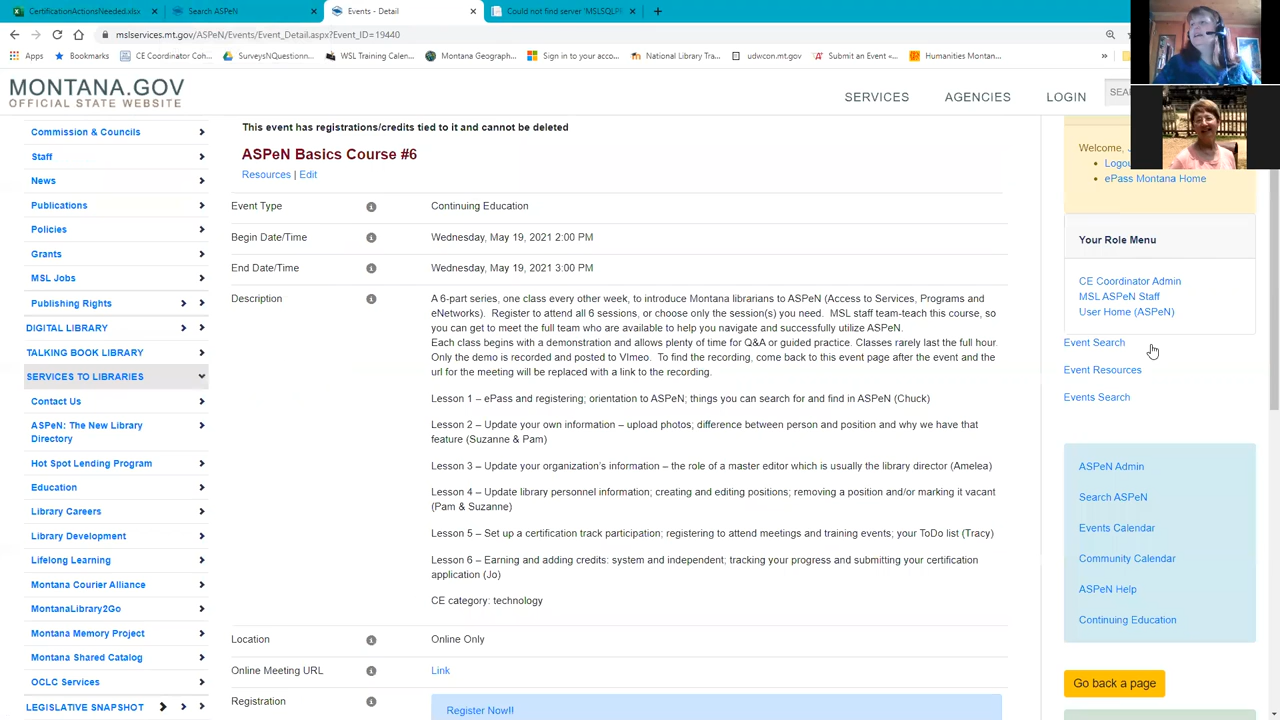 CertificationActionsNeeded.xlsx
Search ASPeN
Events - Detail
Could not find server 'MSLSQLP
mslservices.mt.gov/ASPeN/Events/Event_Detail.aspx?Event_ID=19440
Apps
Bookmarks
CE Coordinator Coh...
SurveysNQuestionn...
WSL Training Calen...
Montana Geograph...
Sign in to your acco...
National Library Tra...
udwcon.mt.gov
Submit an Event «...
Humanities Montan...
»
MONTANA.GOV
OFFICIAL STATE WEBSITE
SERVICES
AGENCIES
LOGIN
SEA
Commission & Councils
Staff
News
Publications
Policies
Grants
MSL Jobs
Publishing Rights
DIGITAL LIBRARY
TALKING BOOK LIBRARY
SERVICES TO LIBRARIES
Contact Us
ASPeN: The New Library
Directory
Hot Spot Lending Program
Education
Library Careers
Library Development
Lifelong Learning
Montana Courier Alliance
MontanaLibrary2Go
Montana Memory Project
Montana Shared Catalog
OCLC Services
LEGISLATIVE SNAPSHOT
This event has registrations/credits tied to it and cannot be deleted
ASPeN Basics Course #6
Resources | Edit
Event Type
Continuing Education
Begin Date/Time
Wednesday, May 19, 2021 2:00 PM
End Date/Time
Wednesday, May 19, 2021 3:00 PM
Description
A 6-part series, one class every other week, to introduce Montana librarians to ASPeN (Access to Services, Programs and
eNetworks). Register to attend all 6 sessions, or choose only the session(s) you need. MSL staff team-teach this course, so
you can get to meet the full team who are available to help you navigate and successfully utilize ASPeN.
Each class begins with a demonstration and allows plenty of time for Q&A or guided practice. Classes rarely last the full hour.
Only the demo is recorded and posted to VImeo. To find the recording, come back to this event page after the event and the
url for the meeting will be replaced with a link to the recording.
Lesson 1 – ePass and registering; orientation to ASPeN; things you can search for and find in ASPeN (Chuck)
Lesson 2 – Update your own information – upload photos; difference between person and position and why we have that
feature (Suzanne & Pam)
Lesson 3 – Update your organization's information – the role of a master editor which is usually the library director (Amelea)
Lesson 4 – Update library personnel information; creating and editing positions; removing a position and/or marking it vacant
(Pam & Suzanne)
Lesson 5 – Set up a certification track participation; registering to attend meetings and training events; your ToDo list (Tracy)
Lesson 6 – Earning and adding credits: system and independent; tracking your progress and submitting your certification
application (Jo)
CE category: technology
Location
Online Only
Online Meeting URL
Link
Registration
Register Now!!
Welcome, J
Logou
ePass Montana Home
Your Role Menu
CE Coordinator Admin
MSL ASPeN Staff
User Home (ASPeN)
Event Search
Event Resources
Events Search
ASPeN Admin
Search ASPeN
Events Calendar
Community Calendar
ASPeN Help
Continuing Education
Go back a page